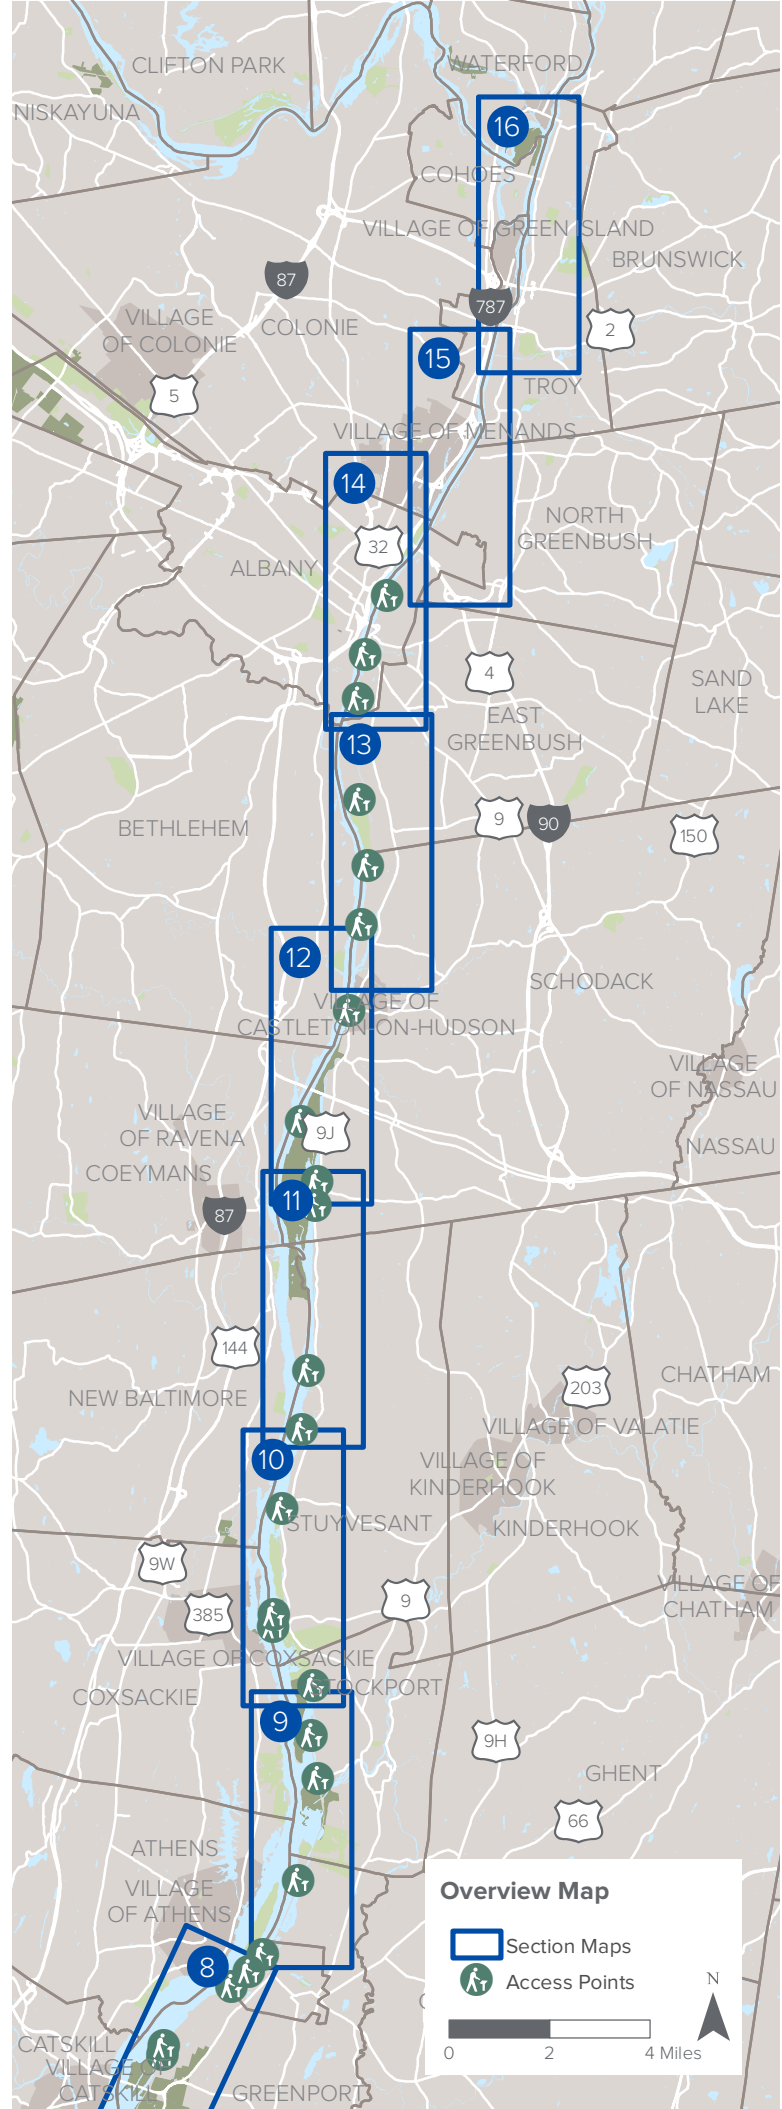 CLIFTON PARK
WATERFORD
NISKAYUNA
16
COHOES
VILLAGE OF GREEN ISLAND
BRUNSWICK
87
787
VILLAGE
OF COLONIE
COLONIE
2
15
TROY
5
VILLAGE OF MENANDS
14
NORTH
GREENBUSH
32
ALBANY
4
SAND
LAKE
EAST
GREENBUSH
13
BETHLEHEM
9
90
150
12
SCHODACK
VILLAGE OF
CASTLETON-ON-HUDSON
VILLAGE
OF NASSAU
VILLAGE
OF RAVENA
9J
NASSAU
COEYMANS
11
87
144
CHATHAM
203
NEW BALTIMORE
VILLAGE OF VALATIE
10
VILLAGE OF
KINDERHOOK
STUYVESANT
KINDERHOOK
9W
VILLAGE OF
CHATHAM
385
9
VILLAGE OF COXSACKIE
STOCKPORT
COXSACKIE
9
9H
GHENT
66
ATHENS
VILLAGE
OF ATHENS
8
CATSKILL
VILLAGE OF
CATSKILL
GREENPORT
Overview Map
Section Maps
Access Points
N
0 2 4 Miles